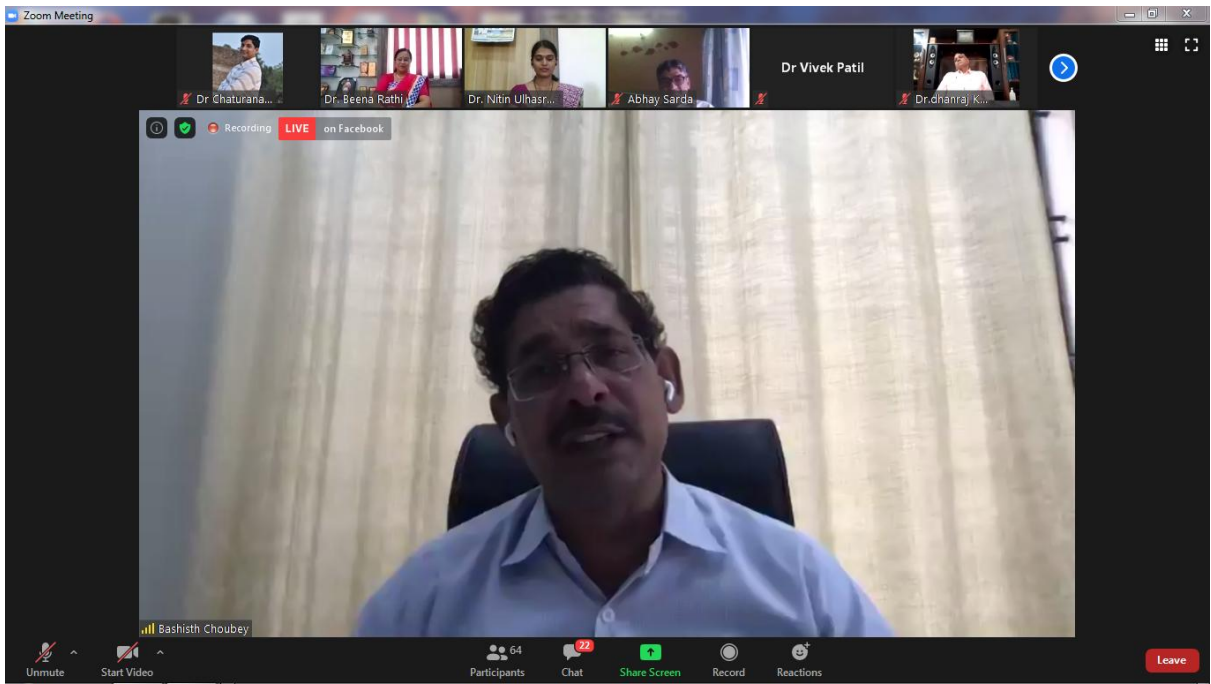 Zoom Meeting
Dr Chaturana...
Dr. Beena Rathi
Dr. Nitin Ulhasr...
Abhay Sarda
Dr Vivek Patil
Dr.dhanraj K...
Recording
LIVE on Facebook
Bashisth Choubey
Unmute
Start Video
64
Participants
22
Chat
Share Screen
Record
Reactions
Leave